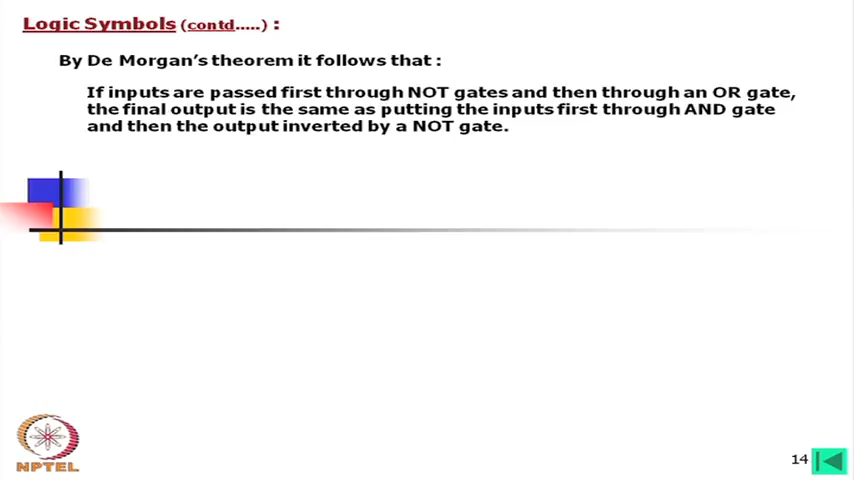 Logic Symbols (contd.....) :
By De Morgan's theorem it follows that :
If inputs are passed first through NOT gates and then through an OR gate,
the final output is the same as putting the inputs first through AND gate
and then the output inverted by a NOT gate.
NPTEL
14